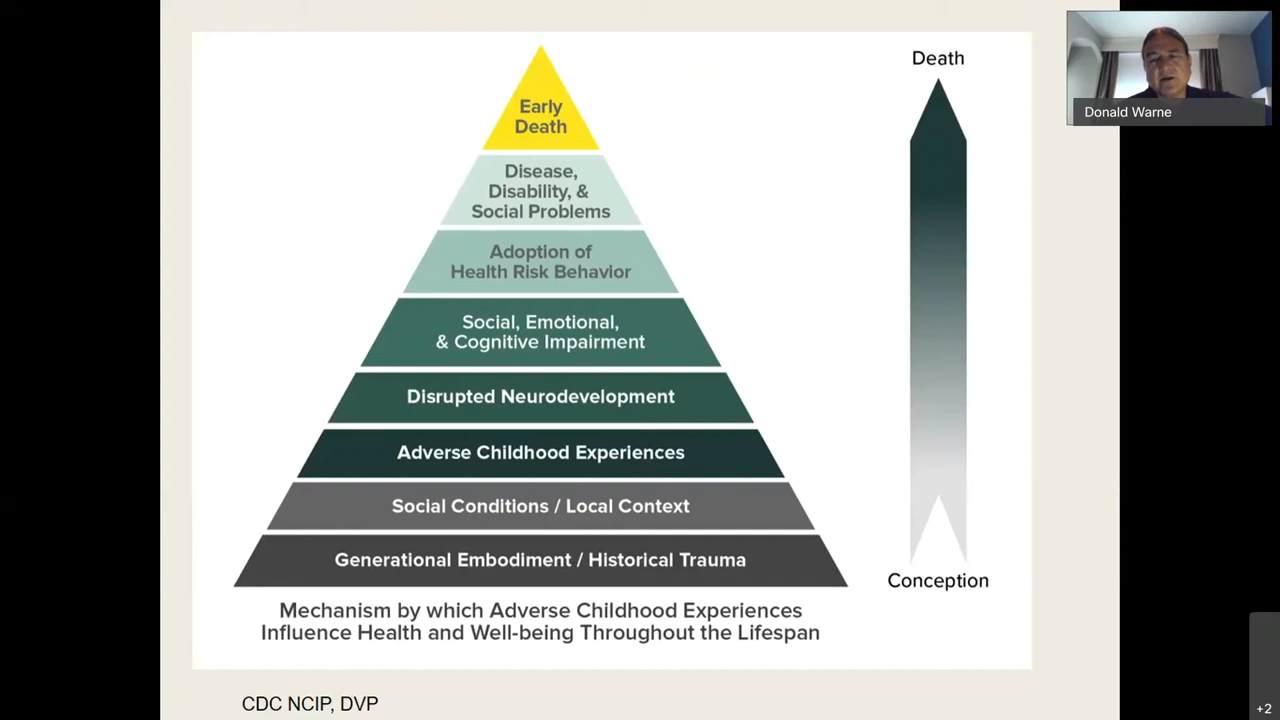 Early
Death
Disease,
Disability, &
Social Problems
Adoption of
Health Risk Behavior
Social, Emotional,
& Cognitive Impairment
Disrupted Neurodevelopment
Adverse Childhood Experiences
Social Conditions / Local Context
Generational Embodiment / Historical Trauma
Mechanism by which Adverse Childhood Experiences
Influence Health and Well-being Throughout the Lifespan
Death
Conception
CDC NCIP, DVP
Donald Warne
+2